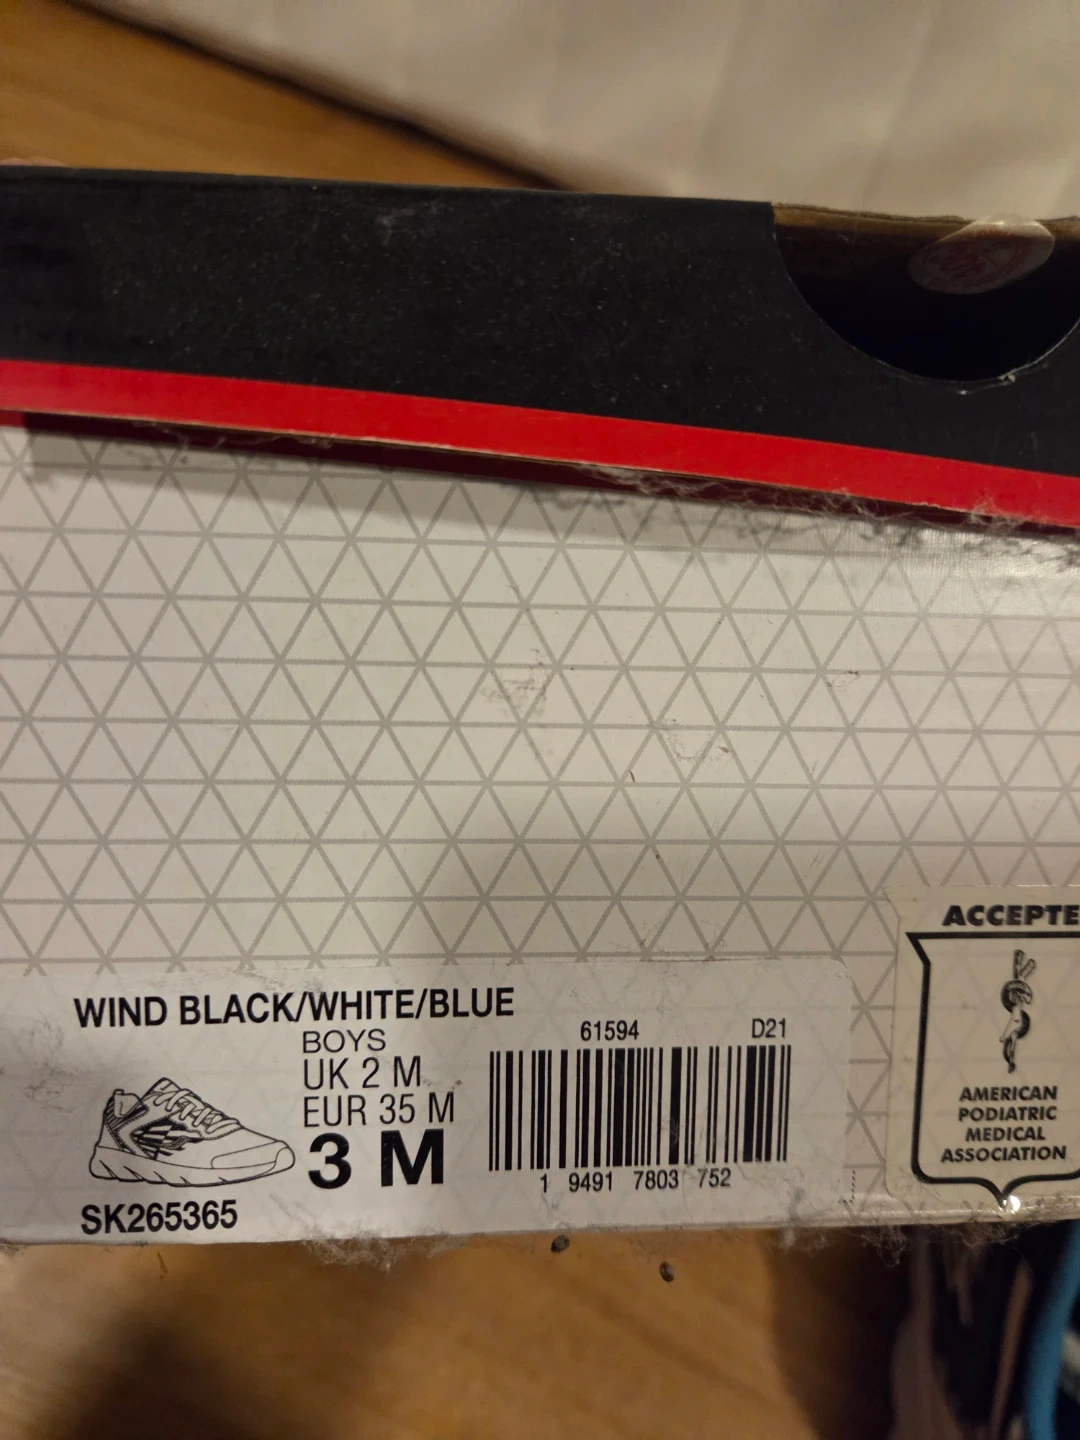 WIND BLACK/WHITE/BLUE
BOYS
UK 2 M
EUR 35 M
3 M
SK265365
61594 D21
1 9491 7803 752
ACCEPTE
AMERICAN
PODIATRIC
MEDICAL
ASSOCIATION